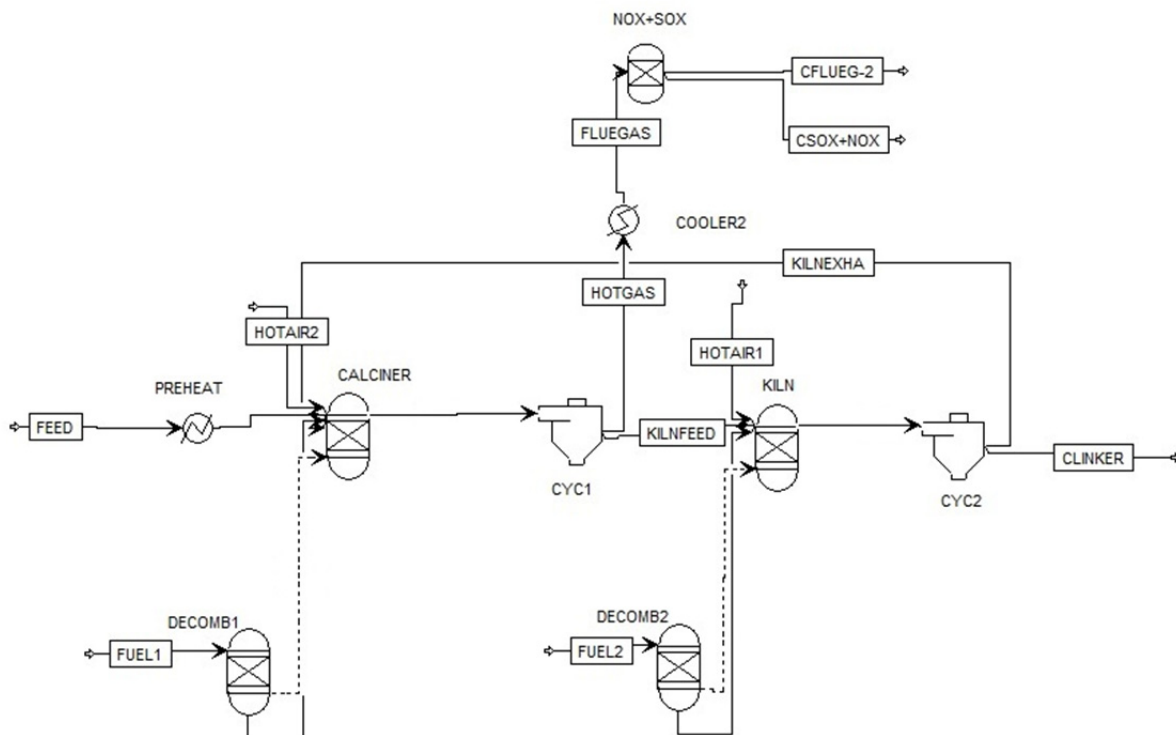 NOX+SOX
CFLUEG-2
FLUEGAS
CSOX+NOX
COOLER2
KILNEXHA
HOTGAS
HOTAIR2
HOTAIR1
PREHEAT
CALCINER
KILN
FEED
KILNFEED
CLINKER
CYC1
CYC2
DECOMB1
DECOMB2
FUEL1
FUEL2